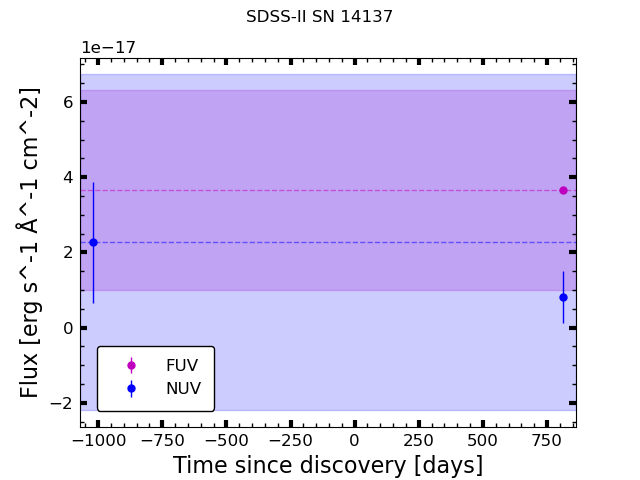 SDSS-II SN 14137
1e−17
6
4
2
0
−2
Flux [erg s^-1 Å^-1 cm^-2]
FUV
NUV
−1000 −750 −500 −250 0 250 500 750
Time since discovery [days]